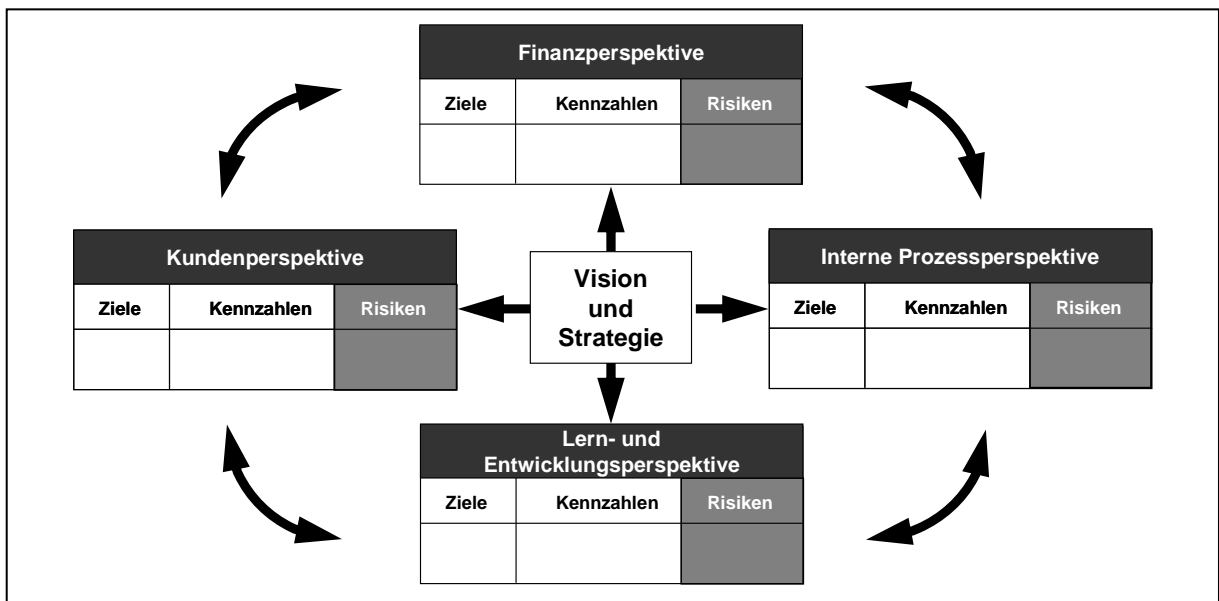 Finanzperspektive
Ziele Kennzahlen Risiken
Kundenperspektive
Ziele Kennzahlen Risiken
Vision
und
Strategie
Interne Prozessperspektive
Ziele Kennzahlen Risiken
Lern- und
Entwicklungsperspektive
Ziele Kennzahlen Risiken